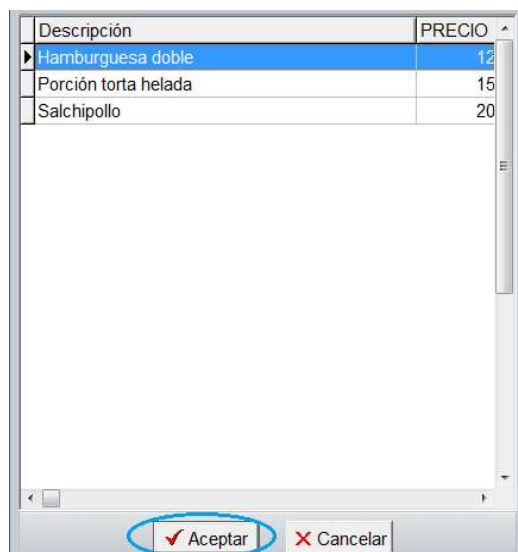 Descripción PRECIO
Hamburguesa doble 12
Porción torta helada 15
Salchipollo 20
Aceptar Cancelar